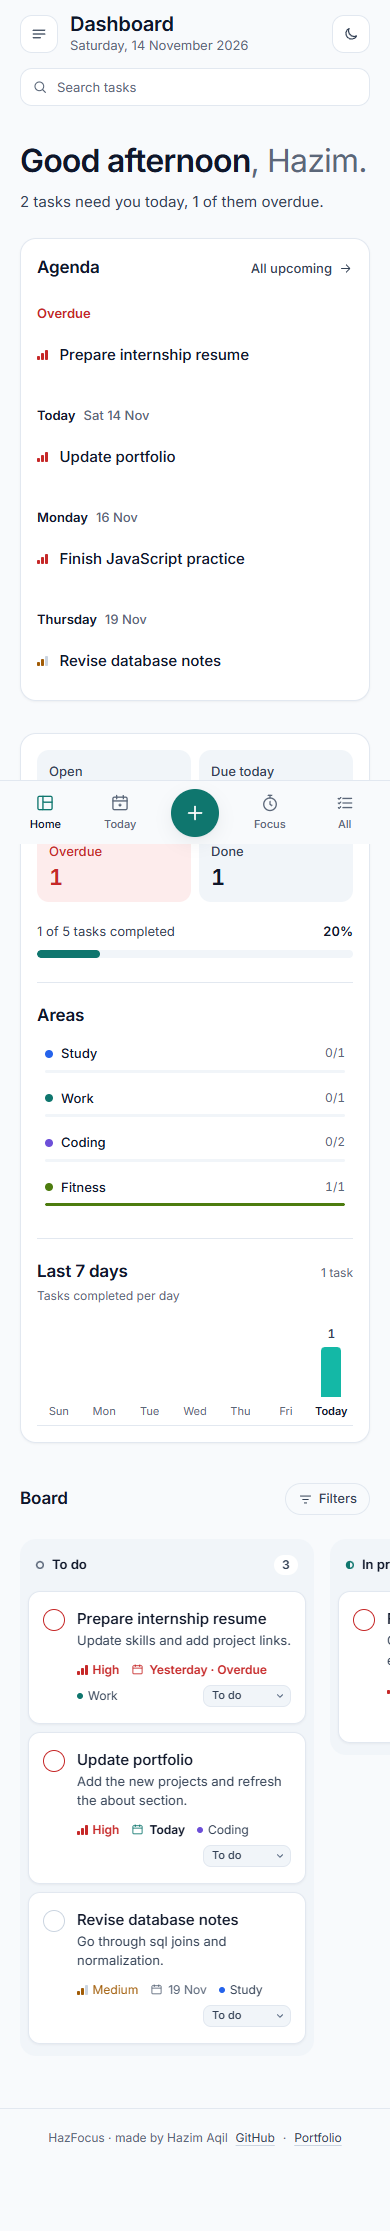 Dashboard
Saturday, 14 November 2026
Search tasks
Good afternoon, Hazim.
2 tasks need you today, 1 of them overdue.
Agenda
All upcoming →
Overdue
Prepare internship resume
Today Sat 14 Nov
Update portfolio
Monday 16 Nov
Finish JavaScript practice
Thursday 19 Nov
Revise database notes
Open
Due today
Home
Today
Focus
All
Overdue
1
Done
1
1 of 5 tasks completed
20%
Areas
Study 0/1
Work 0/1
Coding 0/2
Fitness 1/1
Last 7 days
1 task
Tasks completed per day
1
Sun Mon Tue Wed Thu Fri Today
Board
Filters
To do
3
In pr
Prepare internship resume
Update skills and add project links.
High Yesterday · Overdue
Work
To do
Update portfolio
Add the new projects and refresh
the about section.
High Today Coding
To do
Revise database notes
Go through sql joins and
normalization.
Medium 19 Nov Study
To do
HazFocus · made by Hazim Aqil GitHub · Portfolio